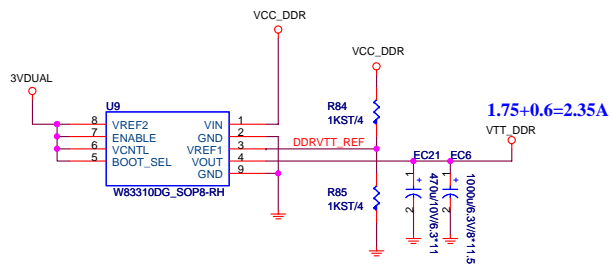 VCC_DDR
VCC_DDR
3VDUAL
U9
8 VREF2 VIN 1
7 ENABLE GND 2
6 VCNTL VREF1 3
5 BOOT_SEL VOUT 4
GND 9
W83310DG_SOP8-RH
DDRVTT_REF
R84
1KST/4
R85
1KST/4
1.75+0.6=2.35A
VTT_DDR
EC21
1 +
2
470u/10V/6.3*11
EC6
1 +
2
1000u/6.3V/8*11.5